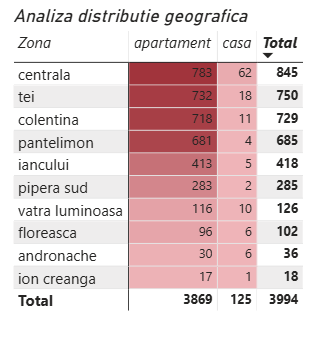 Analiza distributie geografica
Zona apartament casa Total
centrala 783 62 845
tei 732 18 750
colentina 718 11 729
pantelimon 681 4 685
iancului 413 5 418
pipera sud 283 2 285
vatra luminoasa 116 10 126
floreasca 96 6 102
andronache 30 6 36
ion creanga 17 1 18
Total 3869 125 3994